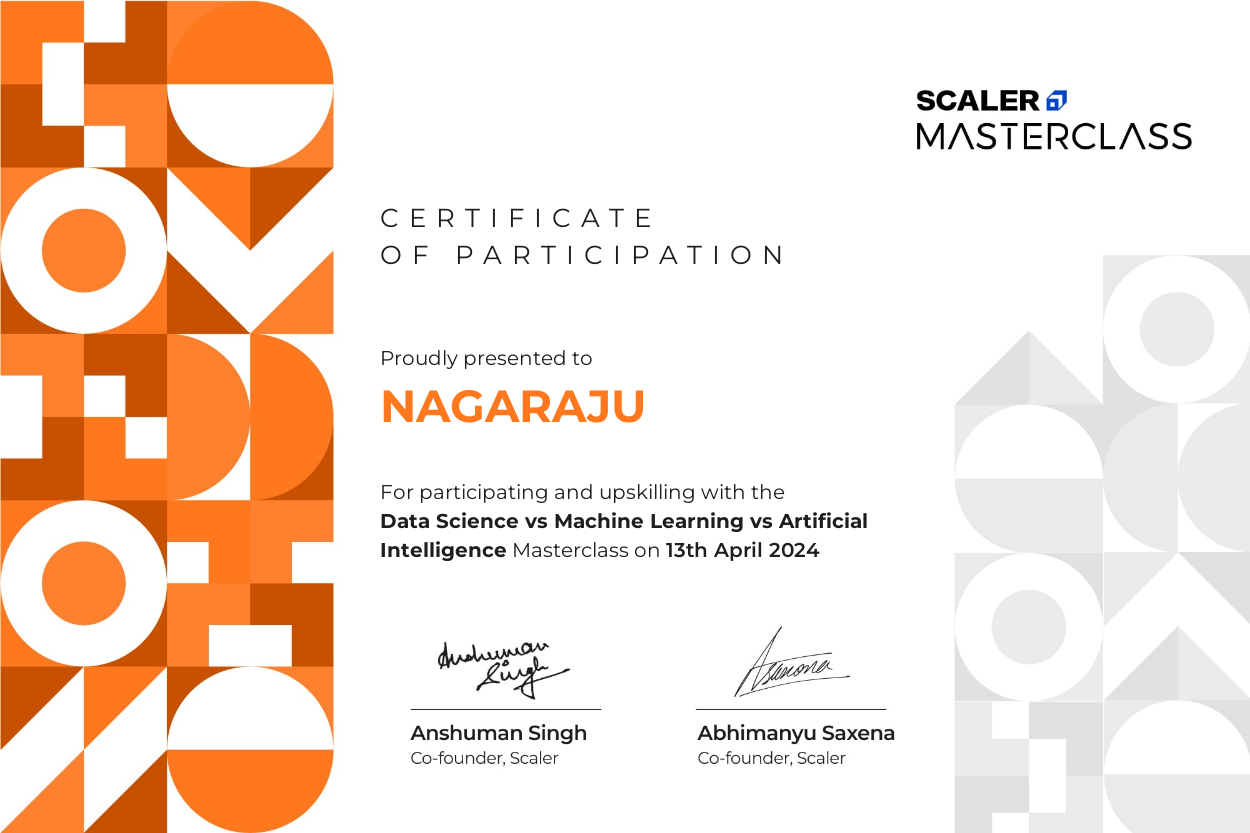 SCALER
MASTERCLASS
CERTIFICATE
OF PARTICIPATION
Proudly presented to
NAGARAJU
For participating and upskilling with the
Data Science vs Machine Learning vs Artificial
Intelligence Masterclass on 13th April 2024
Anshuman Singh
Asaxena
Anshuman Singh
Co-founder, Scaler
Abhimanyu Saxena
Co-founder, Scaler